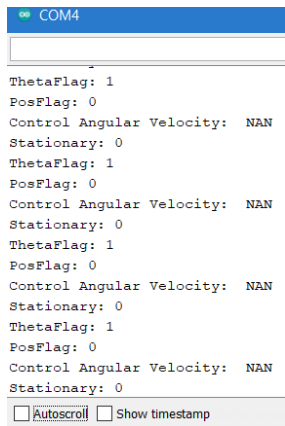 COM4
ThetaFlag: 1
PosFlag: 0
Control Angular Velocity:  NAN
Stationary: 0
ThetaFlag: 1
PosFlag: 0
Control Angular Velocity:  NAN
Stationary: 0
ThetaFlag: 1
PosFlag: 0
Control Angular Velocity:  NAN
Stationary: 0
ThetaFlag: 1
PosFlag: 0
Control Angular Velocity:  NAN
Stationary: 0
Autoscroll Show timestamp